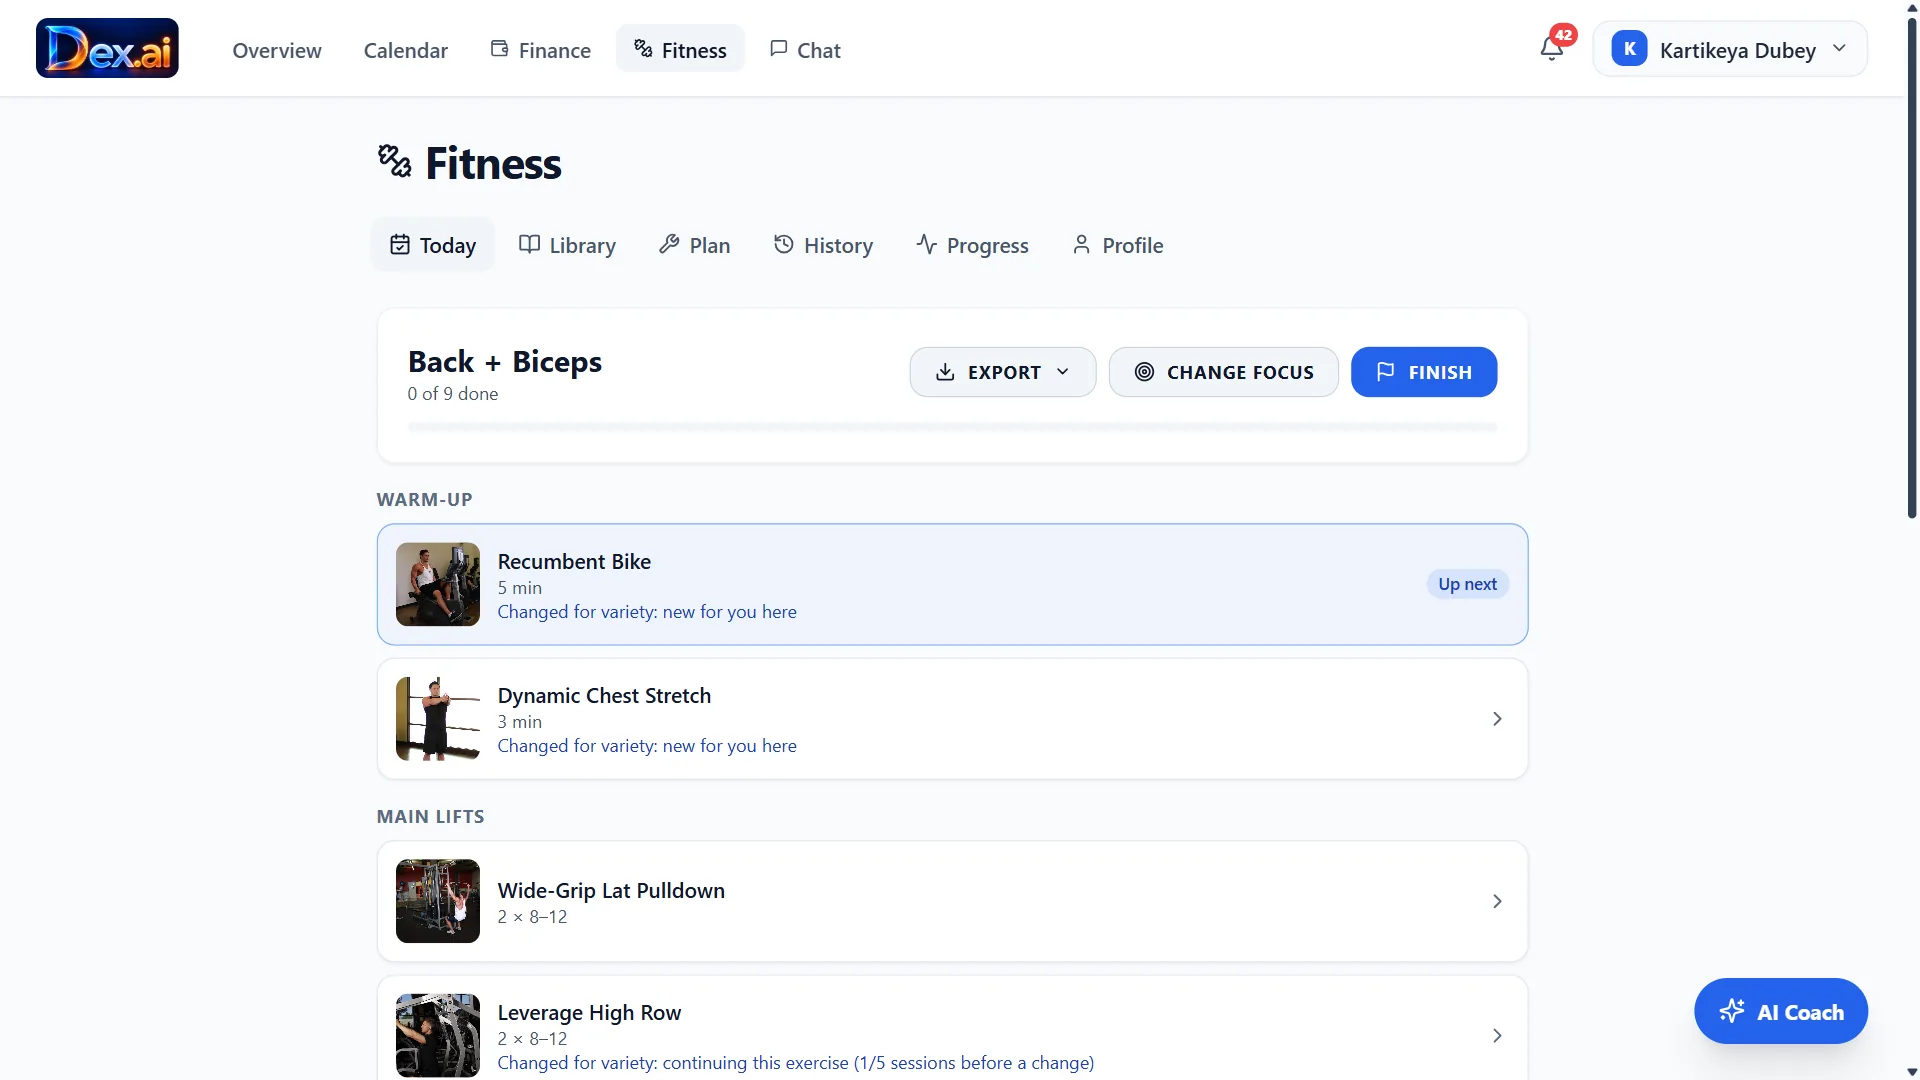 Dex.ai
Overview
Calendar
Finance
Fitness
Chat
42
K
Kartikeya Dubey
Fitness
Today
Library
Plan
History
Progress
Profile
Back + Biceps
0 of 9 done
EXPORT
CHANGE FOCUS
FINISH
WARM-UP
Recumbent Bike
5 min
Changed for variety: new for you here
Up next
Dynamic Chest Stretch
3 min
Changed for variety: new for you here
MAIN LIFTS
Wide-Grip Lat Pulldown
2 × 8–12
Leverage High Row
2 × 8–12
Changed for variety: continuing this exercise (1/5 sessions before a change)
AI Coach